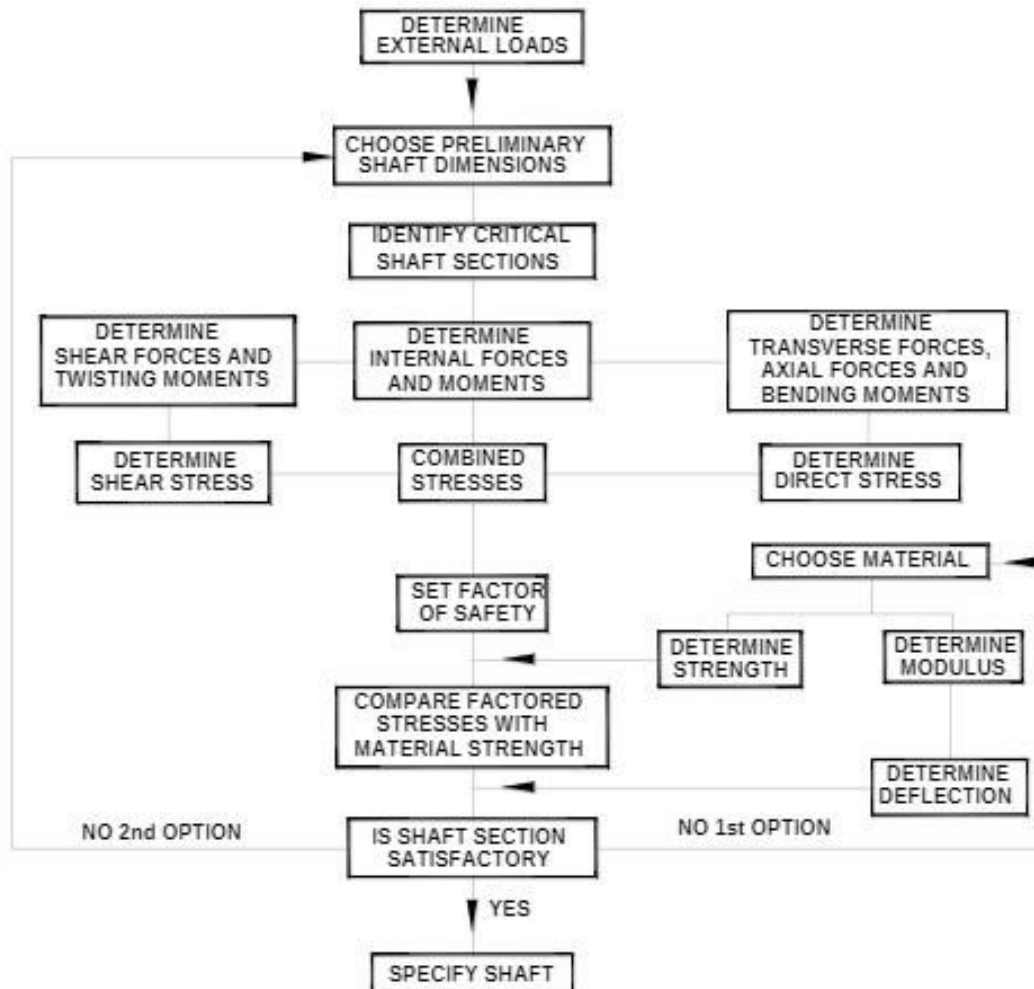 DETERMINE
EXTERNAL LOADS
CHOOSE PRELIMINARY
SHAFT DIMENSIONS
IDENTIFY CRITICAL
SHAFT SECTIONS
DETERMINE
SHEAR FORCES AND
TWISTING MOMENTS
DETERMINE
INTERNAL FORCES
AND MOMENTS
DETERMINE
TRANSVERSE FORCES,
AXIAL FORCES AND
BENDING MOMENTS
DETERMINE
SHEAR STRESS
COMBINED
STRESSES
DETERMINE
DIRECT STRESS
CHOOSE MATERIAL
SET FACTOR
OF SAFETY
DETERMINE
STRENGTH
DETERMINE
MODULUS
COMPARE FACTORED
STRESSES WITH
MATERIAL STRENGTH
DETERMINE
DEFLECTION
NO 2nd OPTION
IS SHAFT SECTION
SATISFACTORY
NO 1st OPTION
YES
SPECIFY SHAFT